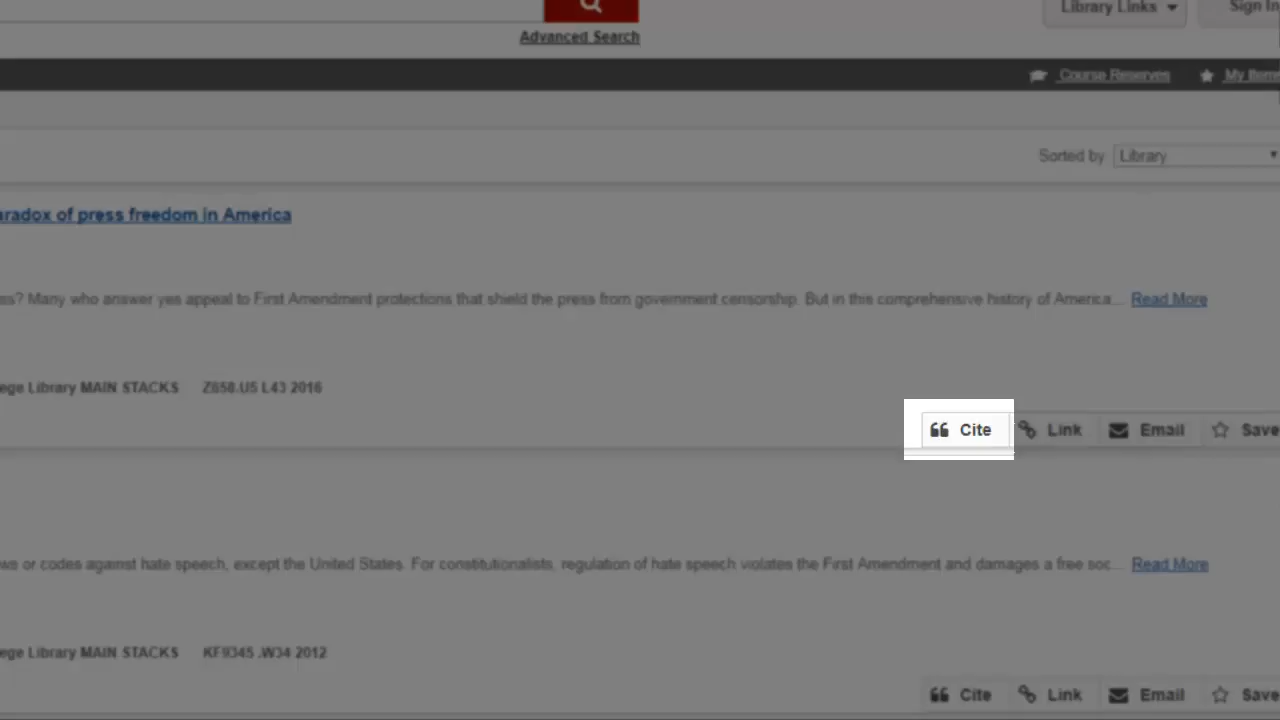 Library Links
Sign In
Advanced Search
Course Reserves
My Items
Sorted by
Library
aradox of press freedom in America
ss? Many who answer yes appeal to First Amendment protections that shield the press from government censorship. But in this comprehensive history of America... Read More
ege Library MAIN STACKS Z658.U5 L43 2016
Cite Link Email Save
ws or codes against hate speech, except the United States. For constitutionalists, regulation of hate speech violates the First Amendment and damages a free soc... Read More
ege Library MAIN STACKS KF9345 .W34 2012
Cite Link Email Save